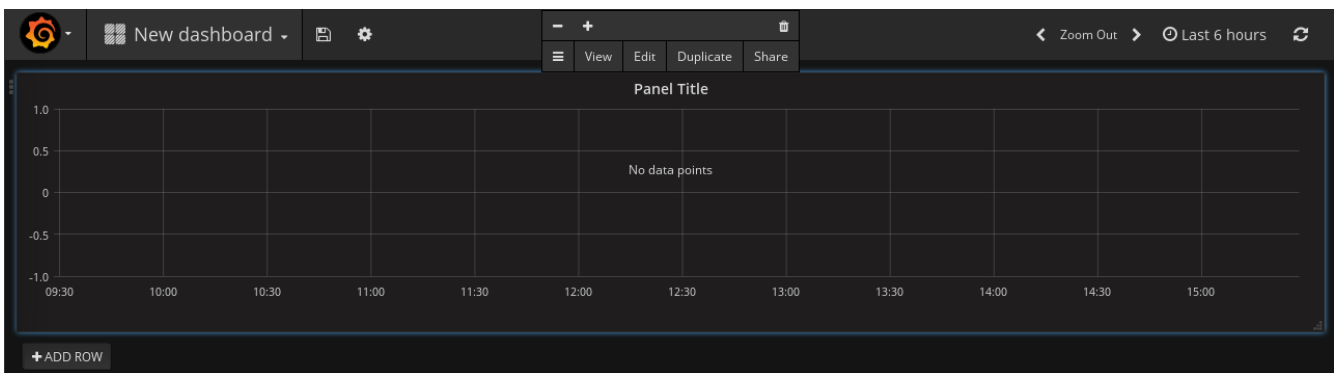 New dashboard
Zoom Out
Last 6 hours
View Edit Duplicate Share
Panel Title
1.0
0.5
No data points
0
-0.5
-1.0
09:30 10:00 10:30 11:00 11:30 12:00 12:30 13:00 13:30 14:00 14:30 15:00
+ ADD ROW